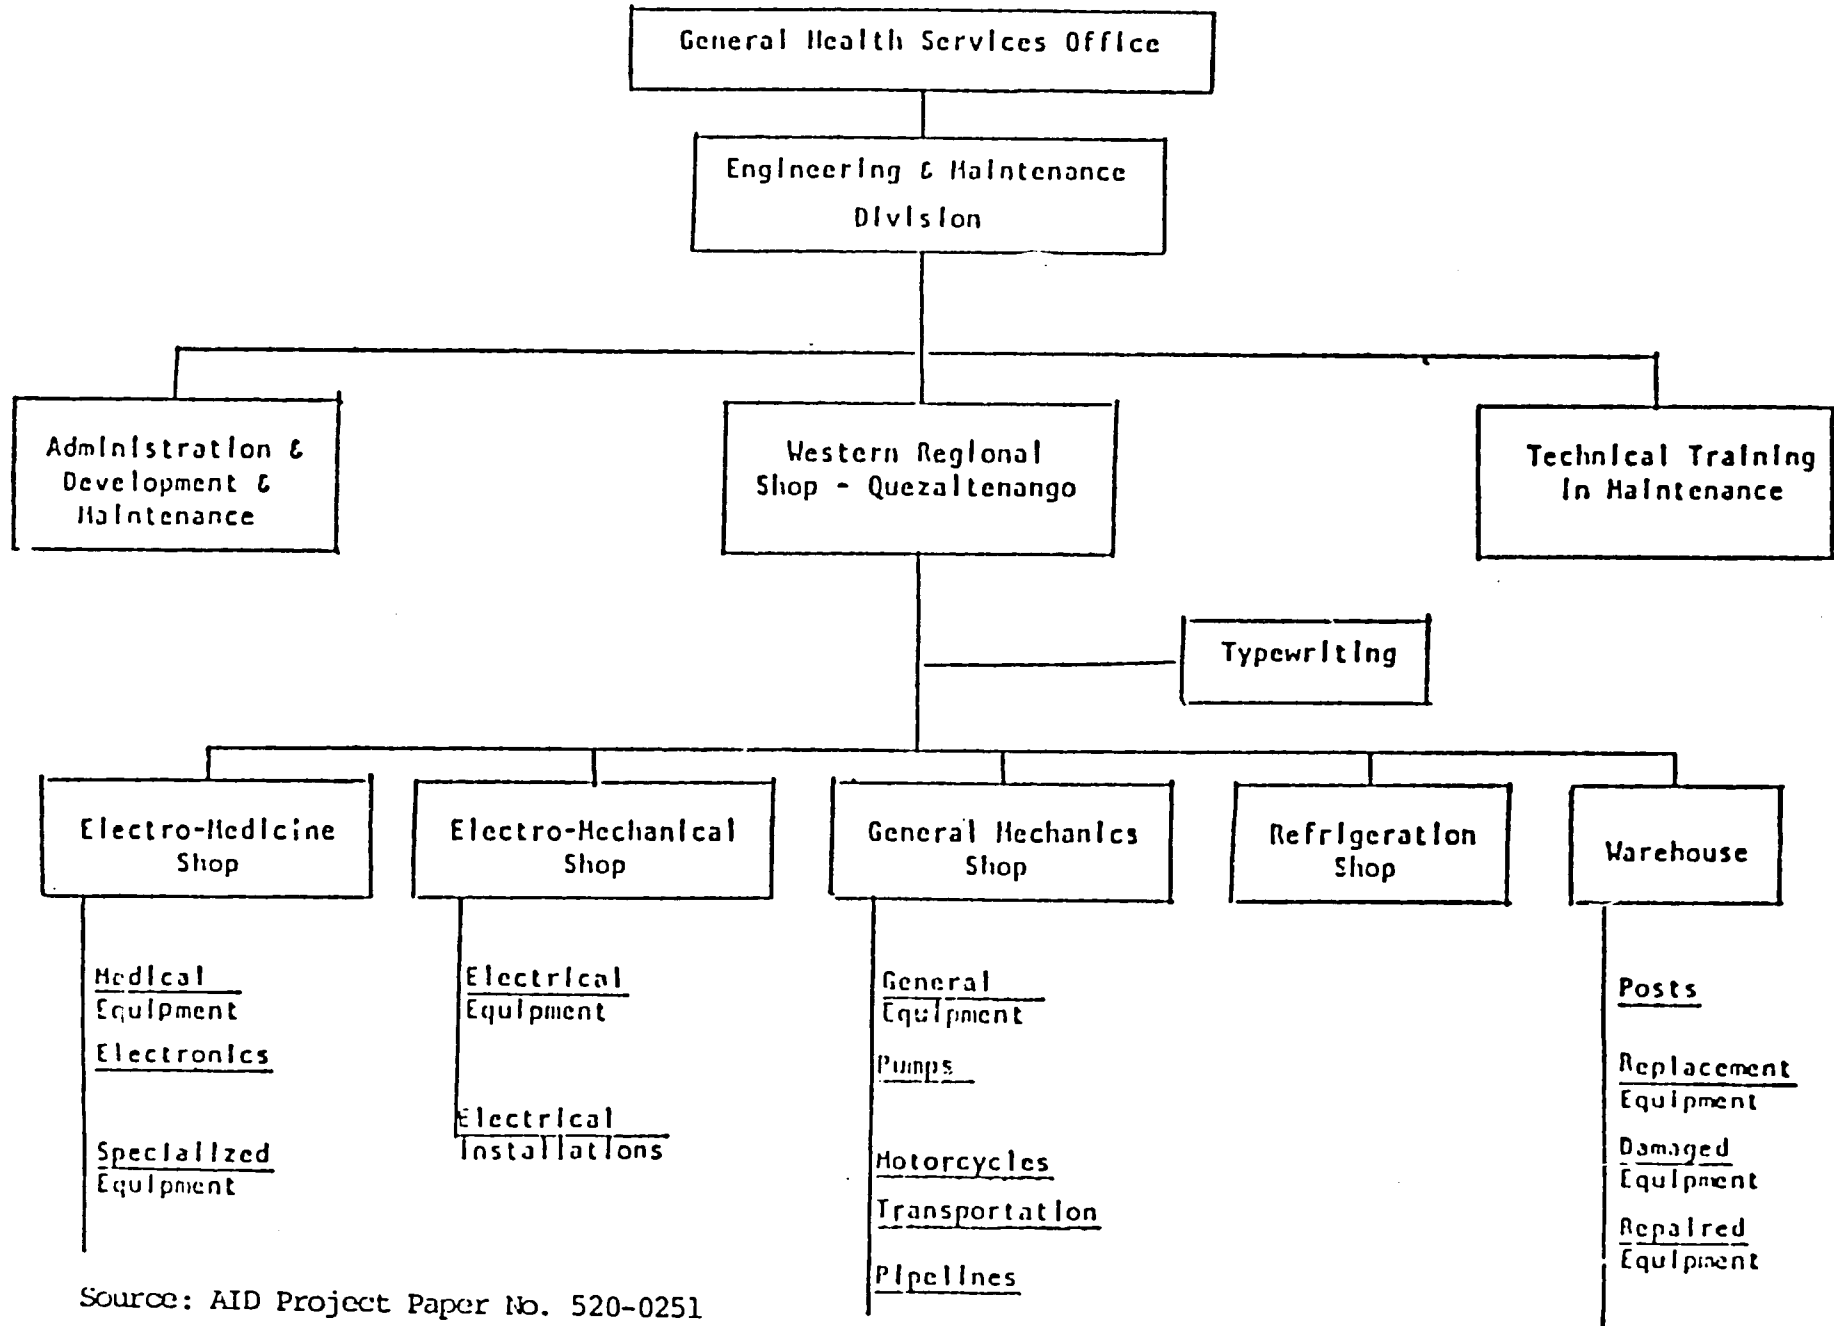 General Health Services Office
Engineering & Maintenance
Division
Administration &
Development &
Maintenance
Western Regional
Shop - Quezaltenango
Technical Training
in Maintenance
Typewriting
Electro-Medicine
Shop
Electro-Mechanical
Shop
General Mechanics
Shop
Refrigeration
Shop
Warehouse
Medical
Equipment
Electronics
Specialized
Equipment
Electrical
Equipment
Electrical
Installations
General
Equipment
Pumps
Motorcycles
Transportation
Pipelines
Posts
Replacement
Equipment
Damaged
Equipment
Repaired
Equipment
Source: AID Project Paper No. 520-0251